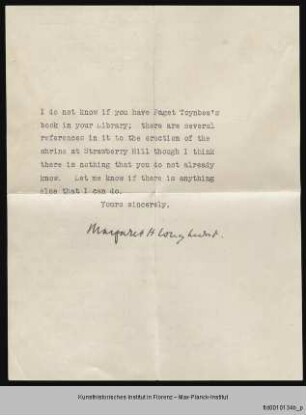 I do not know if you have Paget Toynbee's
book in your Library; there are several
references in it to the erection of the
shrine at Strawberry Hill though I think
there is nothing that you do not already
know. Let me know if there is anything
else that I can do.
Yours sincerely,
Margaret H Longhurst.
Kunsthistorisches Institut in Florenz – Max-Planck-Institut